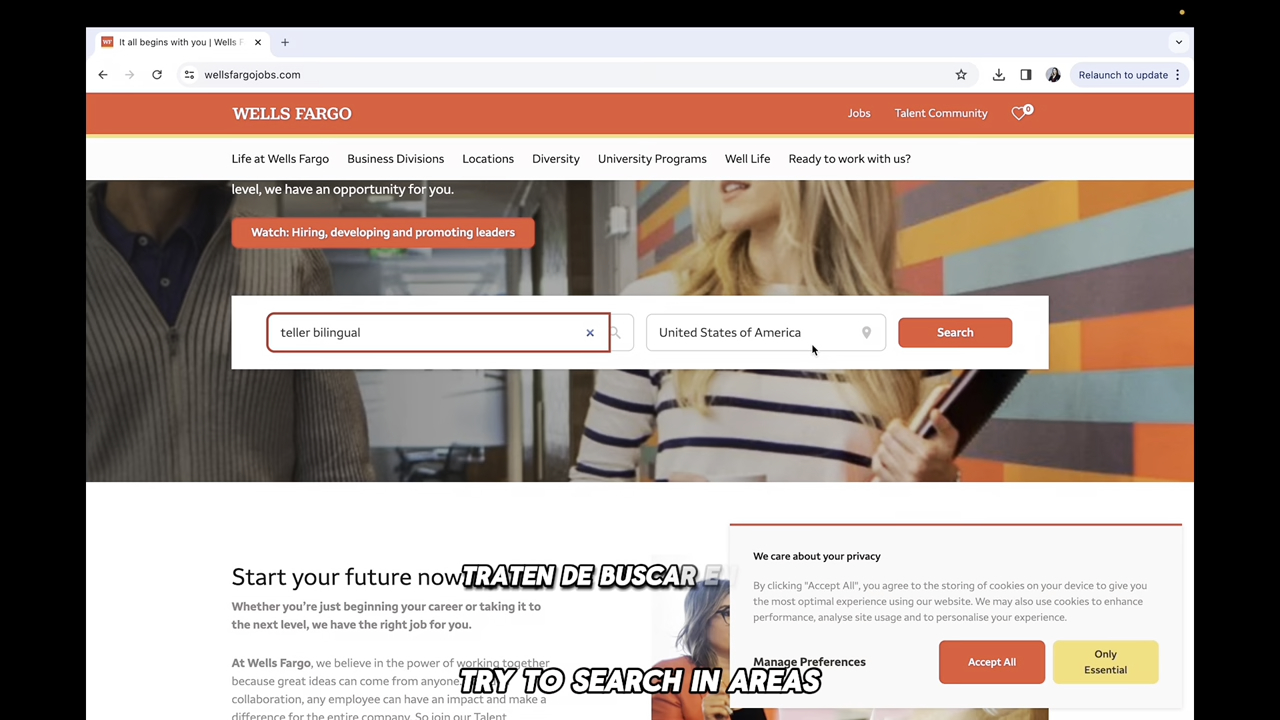 It all begins with you | Wells F
wellsfargojobs.com
Relaunch to update
WELLS FARGO
Jobs
Talent Community
0
Life at Wells Fargo
Business Divisions
Locations
Diversity
University Programs
Well Life
Ready to work with us?
level, we have an opportunity for you.
Watch: Hiring, developing and promoting leaders
teller bilingual
United States of America
Search
Start your future now
Whether you're just beginning your career or taking it to
the next level, we have the right job for you.
At Wells Fargo, we believe in the power of working together
because great ideas can come from anyone.
collaboration, any employee can have an impact and make a
difference for the entire company. So join our Talent
We care about your privacy
By clicking "Accept All", you agree to the storing of cookies on your device to give you
the most optimal experience using our website. We may also use cookies to enhance
performance, analyse site usage and to personalise your experience.
Manage Preferences
Accept All
Only
Essential
TRATEN DE BUSCAR E
TRY TO SEARCH IN AREAS